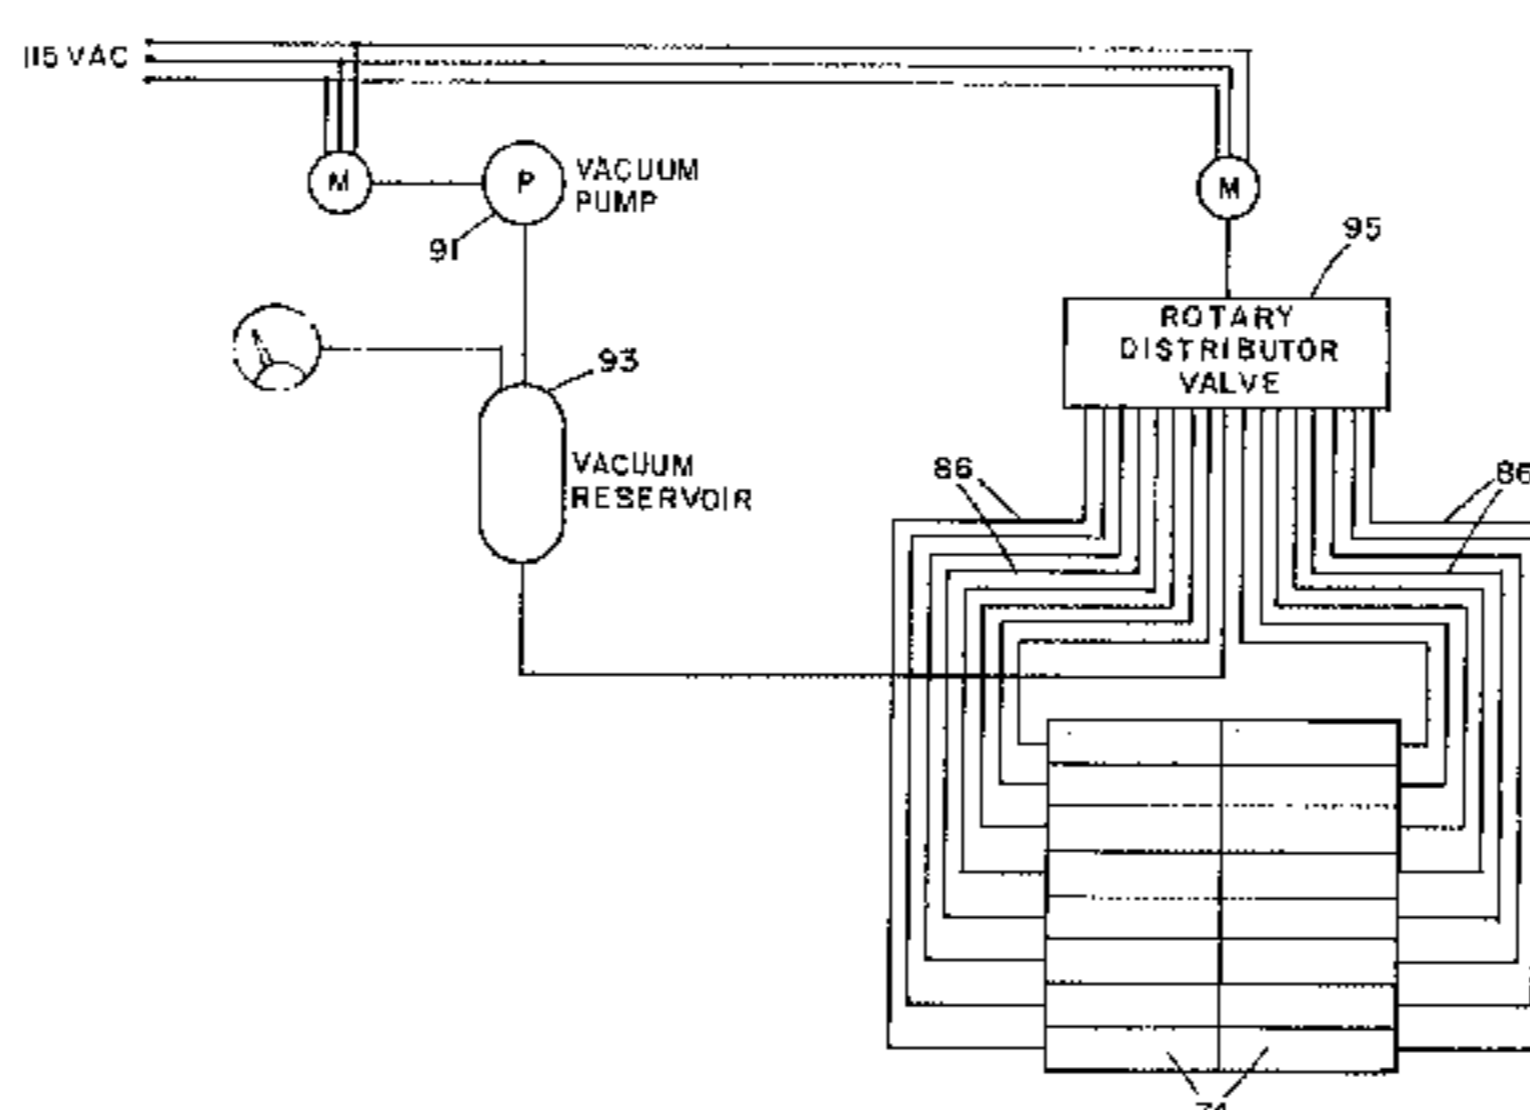 115 VAC
M
P
VACUUM
PUMP
91
M
95
ROTARY
DISTRIBUTOR
VALVE
93
VACUUM
RESERVOIR
86
86